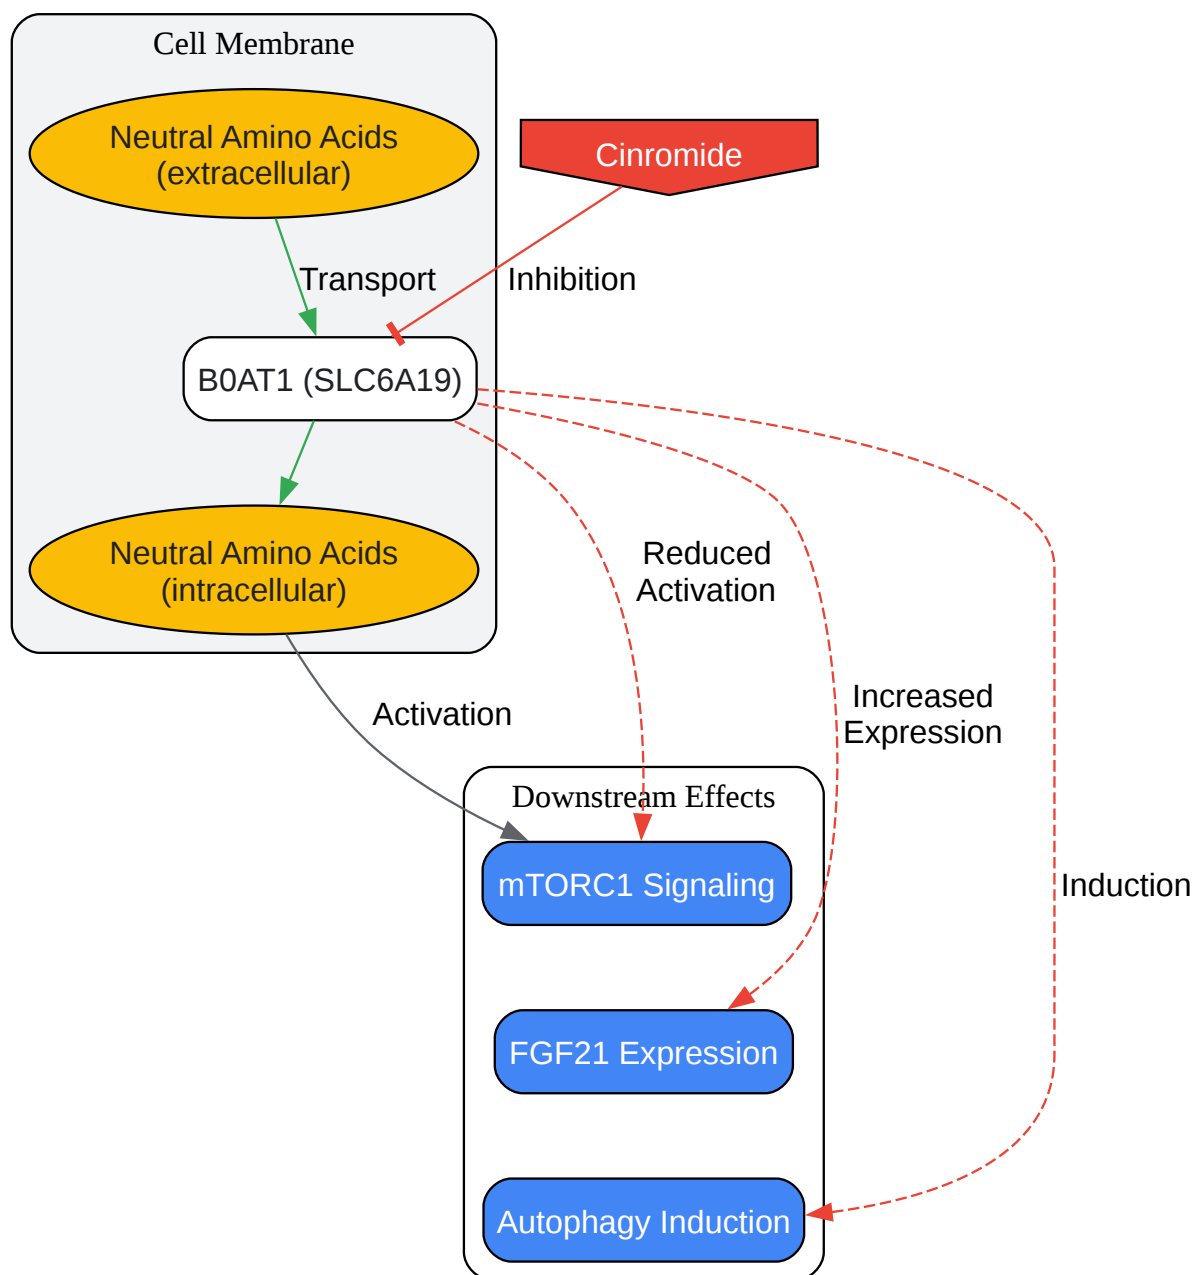 Cell Membrane
Neutral Amino Acids
(extracellular)
Cinromide
Transport
Inhibition
B0AT1 (SLC6A19)
Neutral Amino Acids
(intracellular)
Reduced
Activation
Increased
Expression
Activation
Downstream Effects
mTORC1 Signaling
Induction
FGF21 Expression
Autophagy Induction